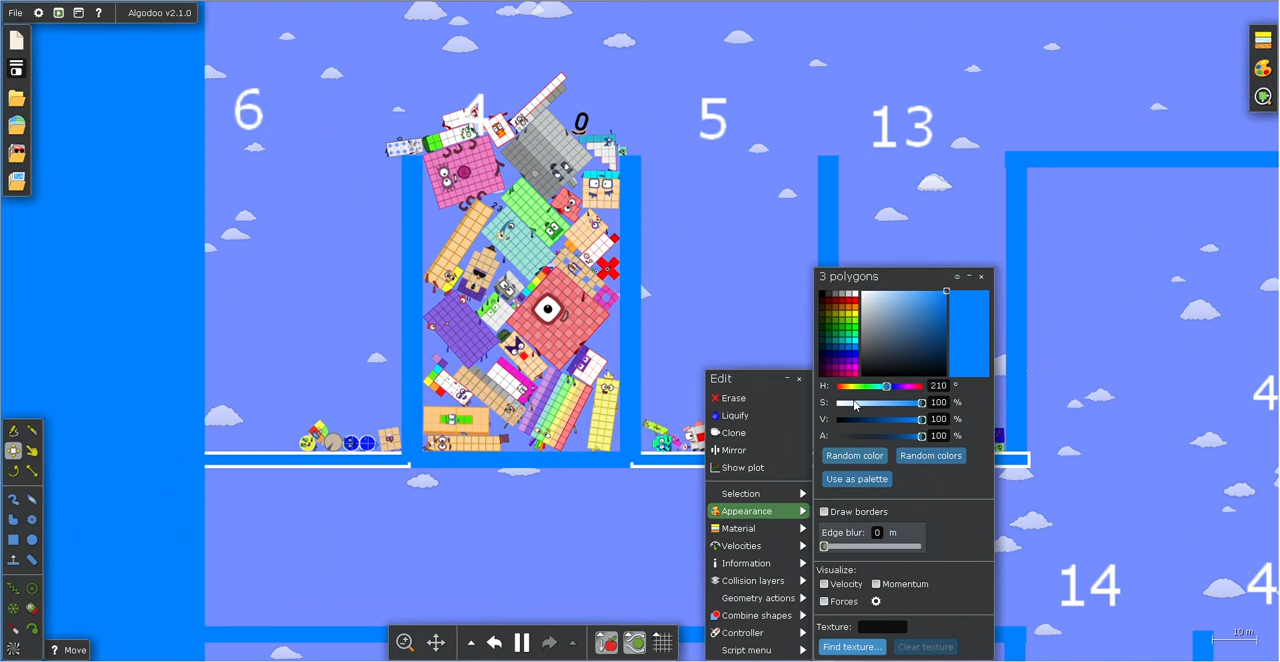 File
?
Algodoo v2.1.0
6
4
0
5
13
23
3 polygons
Edit
Erase
Liquify
Clone
Mirror
Show plot
Selection
Appearance
Material
Velocities
Information
Collision layers
Geometry actions
Combine shapes
Controller
Script menu
H: 210 °
S: 100 %
V: 100 %
A: 100 %
Random color
Random colors
Use as palette
Draw borders
Edge blur: 0 m
Visualize:
Velocity
Momentum
Forces
Texture:
Find texture...
Clear texture
4
14
4
10 m
? Move